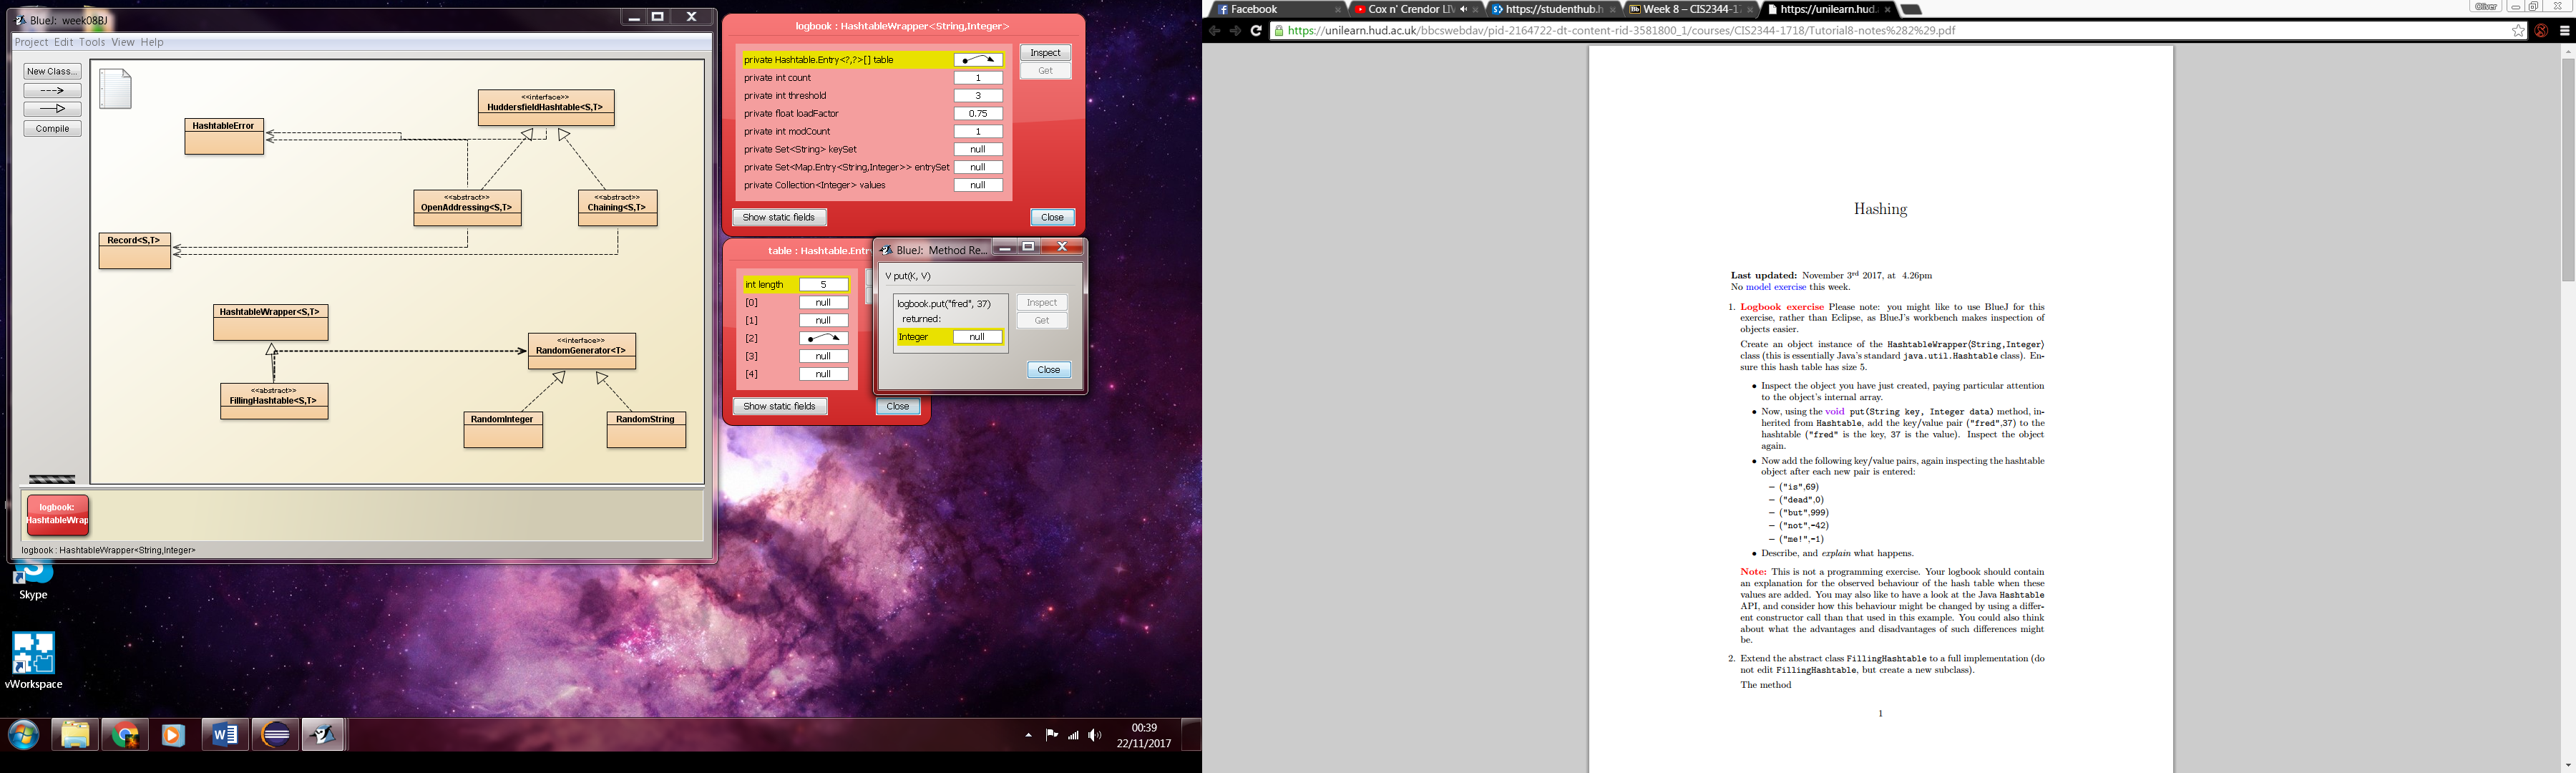 BlueJ: week08BJ
Project Edit Tools View Help
New Class...
Compile
HashtableError
<<interface>>
HuddersfieldHashtable<S,T>
<<abstract>>
OpenAddressing<S,T>
<<abstract>>
Chaining<S,T>
Record<S,T>
HashtableWrapper<S,T>
<<interface>>
RandomGenerator<T>
<<abstract>>
FillingHashtable<S,T>
RandomInteger
RandomString
logbook:
HashtableWrap
logbook : HashtableWrapper<String,Integer>
Skype
vWorkspace
logbook : HashtableWrapper<String,Integer>
private Hashtable.Entry<?,?>[] table
private int count 1
private int threshold 3
private float loadFactor 0.75
private int modCount 1
private Set<String> keySet null
private Set<Map.Entry<String,Integer>> entrySet null
private Collection<Integer> values null
Inspect
Get
Show static fields
Close
table : Hashtable.Entr
int length 5
[0] null
[1] null
[2]
[3] null
[4] null
Show static fields
Close
BlueJ: Method Re...
V put(K, V)
logbook.put("fred", 37)
returned:
Integer null
Inspect
Get
Close
00:39
22/11/2017
Facebook
Cox n' Crendor LIV
https://studenthub.h
Week 8 – CIS2344-17
https://unilearn.hud.
Oliver
https://unilearn.hud.ac.uk/bbcswebdav/pid-2164722-dt-content-rid-3581800_1/courses/CIS2344-1718/Tutorial8-notes%282%29.pdf
Hashing
Last updated: November 3rd 2017, at 4.26pm
No model exercise this week.
1. Logbook exercise Please note: you might like to use BlueJ for this
exercise, rather than Eclipse, as BlueJ's workbench makes inspection of
objects easier.
Create an object instance of the HashtableWrapper⟨String,Integer⟩
class (this is essentially Java's standard java.util.Hashtable class). En-
sure this hash table has size 5.
• Inspect the object you have just created, paying particular attention
to the object's internal array.
• Now, using the void put(String key, Integer data) method, in-
herited from Hashtable, add the key/value pair ("fred",37) to the
hashtable ("fred" is the key, 37 is the value). Inspect the object
again.
• Now add the following key/value pairs, again inspecting the hashtable
object after each new pair is entered:
– ("is",69)
– ("dead",0)
– ("but",999)
– ("not",-42)
– ("me!",-1)
• Describe, and explain what happens.
Note: This is not a programming exercise. Your logbook should contain
an explanation for the observed behaviour of the hash table when these
values are added. You may also like to have a look at the Java Hashtable
API, and consider how this behaviour might be changed by using a differ-
ent constructor call than that used in this example. You could also think
about what the advantages and disadvantages of such differences might
be.
2. Extend the abstract class FillingHashtable to a full implementation (do
not edit FillingHashtable, but create a new subclass).
The method
1